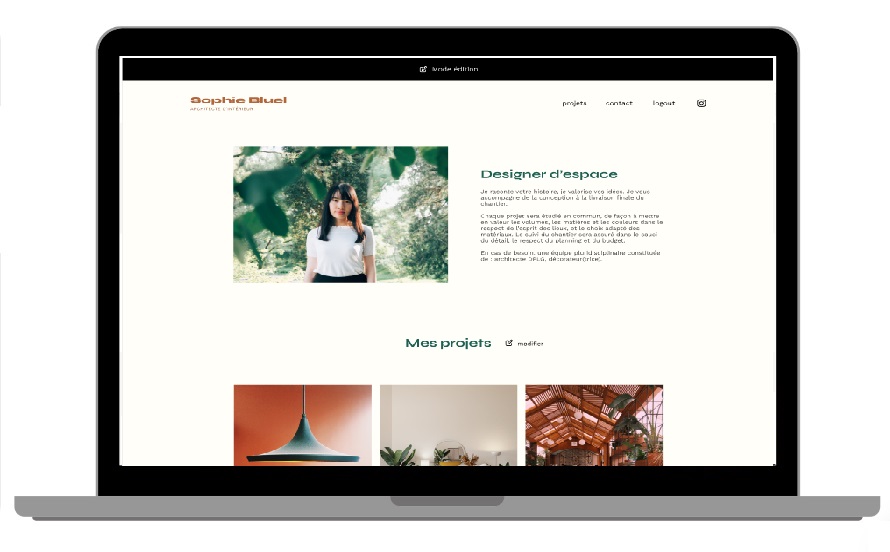 Mode édition
Sophie Bluel
ARCHITECTE D'INTÉRIEUR
projets contact logout
Designer d'espace
Je raconte votre histoire, je valorise vos idées. Je vous
accompagne de la conception à la livraison finale du
chantier.
Chaque projet sera étudié en commun, de façon à mettre
en valeur les volumes, les matières et les couleurs dans le
respect de l'esprit des lieux, et le choix adapté des
matériaux. Le suivi du chantier sera assuré dans le souci
du détail, le respect du planning et du budget.
En cas de besoin, une équipe pluridisciplinaire constituée
de : architecte DPLG, décorateur(trice).
Mes projets modifier